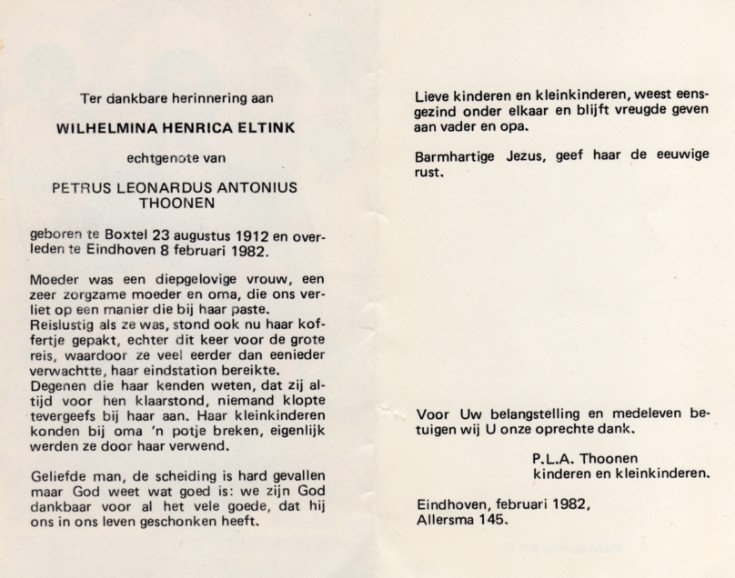 Ter dankbare herinnering aan
WILHELMINA HENRICA ELTINK
echtgenote van
PETRUS LEONARDUS ANTONIUS
THOONEN
geboren te Boxtel 23 augustus 1912 en over-
leden te Eindhoven 8 februari 1982.
Moeder was een diepgelovige vrouw, een
zeer zorgzame moeder en oma, die ons ver-
liet op een manier die bij haar paste.
Reislustig als ze was, stond ook nu haar kof-
fertje gepakt, echter dit keer voor de grote
reis, waardoor ze veel eerder dan eenieder
verwachtte, haar eindstation bereikte.
Degenen die haar kenden weten, dat zij al-
tijd voor hen klaarstond, niemand klopte
tevergeefs bij haar aan. Haar kleinkinderen
konden bij oma 'n potje breken, eigenlijk
werden ze door haar verwend.
Geliefde man, de scheiding is hard gevallen
maar God weet wat goed is: we zijn God
dankbaar voor al het vele goede, dat hij
ons in ons leven geschonken heeft.
Lieve kinderen en kleinkinderen, weest eens-
gezind onder elkaar en blijft vreugde geven
aan vader en opa.
Barmhartige Jezus, geef haar de eeuwige
rust.
Voor Uw belangstelling en medeleven be-
tuigen wij U onze oprechte dank.
P.L.A. Thoonen
kinderen en kleinkinderen.
Eindhoven, februari 1982,
Allersma 145.